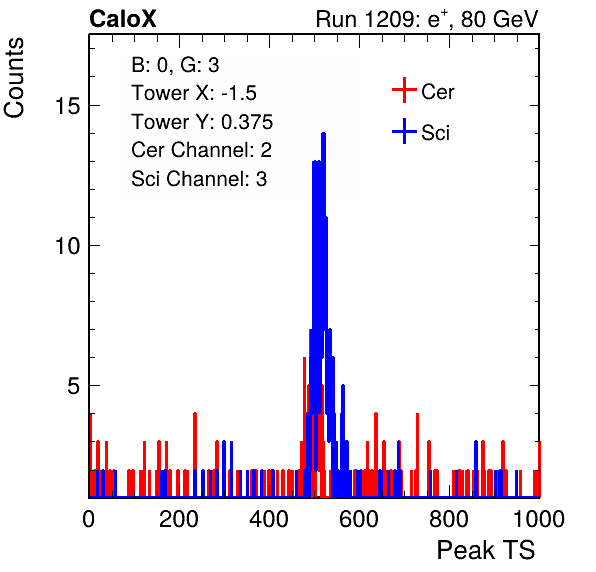 CaloX Run 1209: e⁺, 80 GeV
Counts
B: 0, G: 3
Tower X: -1.5
Tower Y: 0.375
Cer Channel: 2
Sci Channel: 3
Cer
Sci
15
10
5
0 200 400 600 800 1000
Peak TS